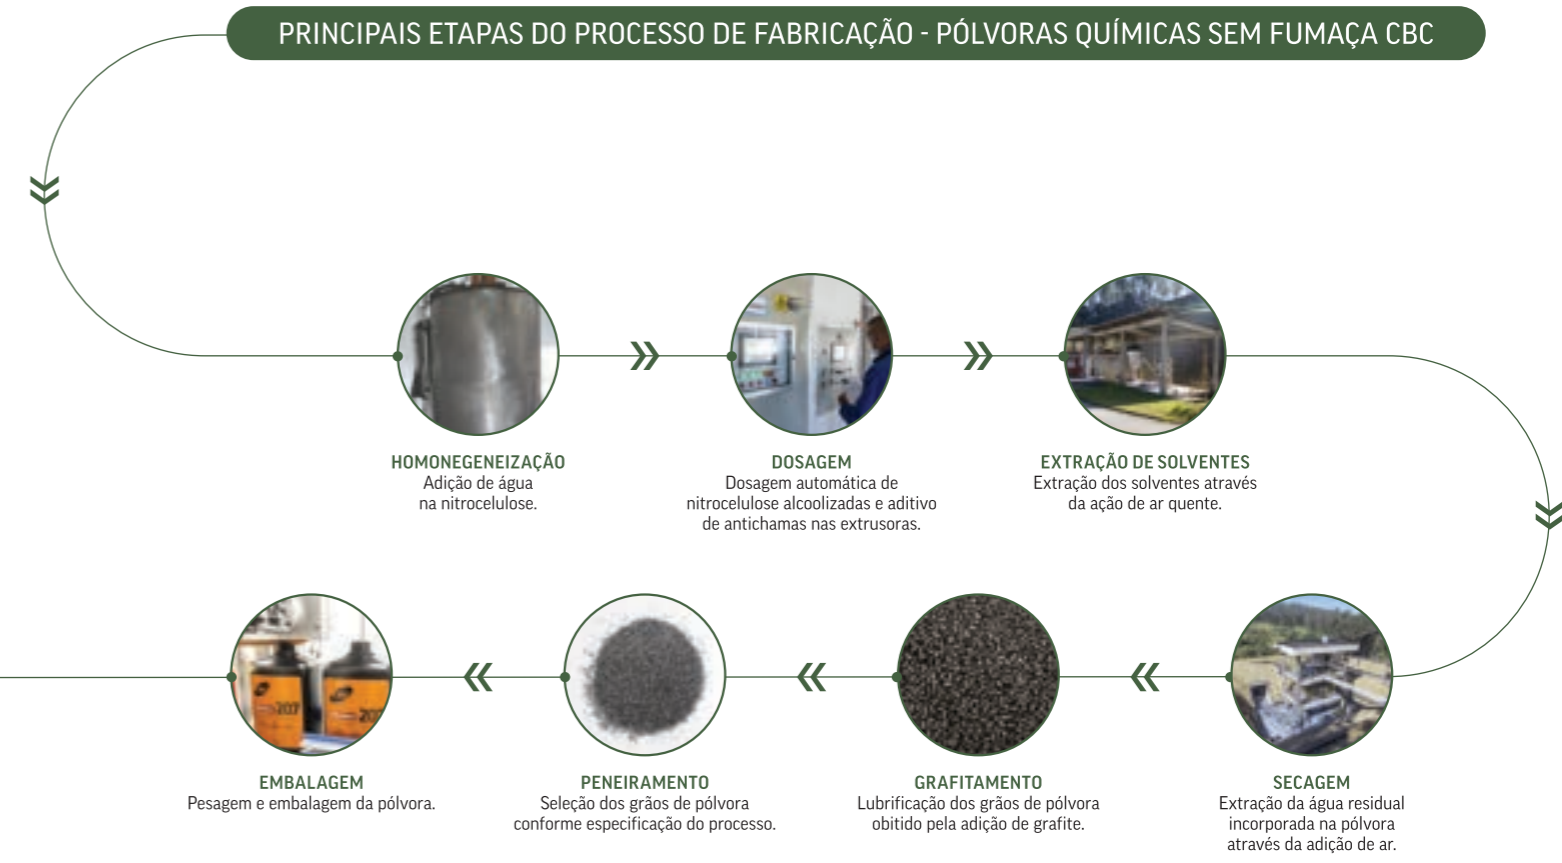 PRINCIPAIS ETAPAS DO PROCESSO DE FABRICAÇÃO - PÓLVORAS QUÍMICAS SEM FUMAÇA CBC
HOMONEGENEIZAÇÃO
Adição de água
na nitrocelulose.
DOSAGEM
Dosagem automática de
nitrocelulose alcoolizadas e aditivo
de antichamas nas extrusoras.
EXTRAÇÃO DE SOLVENTES
Extração dos solventes através
da ação de ar quente.
SECAGEM
Extração da água residual
incorporada na pólvora
através da adição de ar.
GRAFITAMENTO
Lubrificação dos grãos de pólvora
obitido pela adição de grafite.
PENEIRAMENTO
Seleção dos grãos de pólvora
conforme especificação do processo.
EMBALAGEM
Pesagem e embalagem da pólvora.
207
207